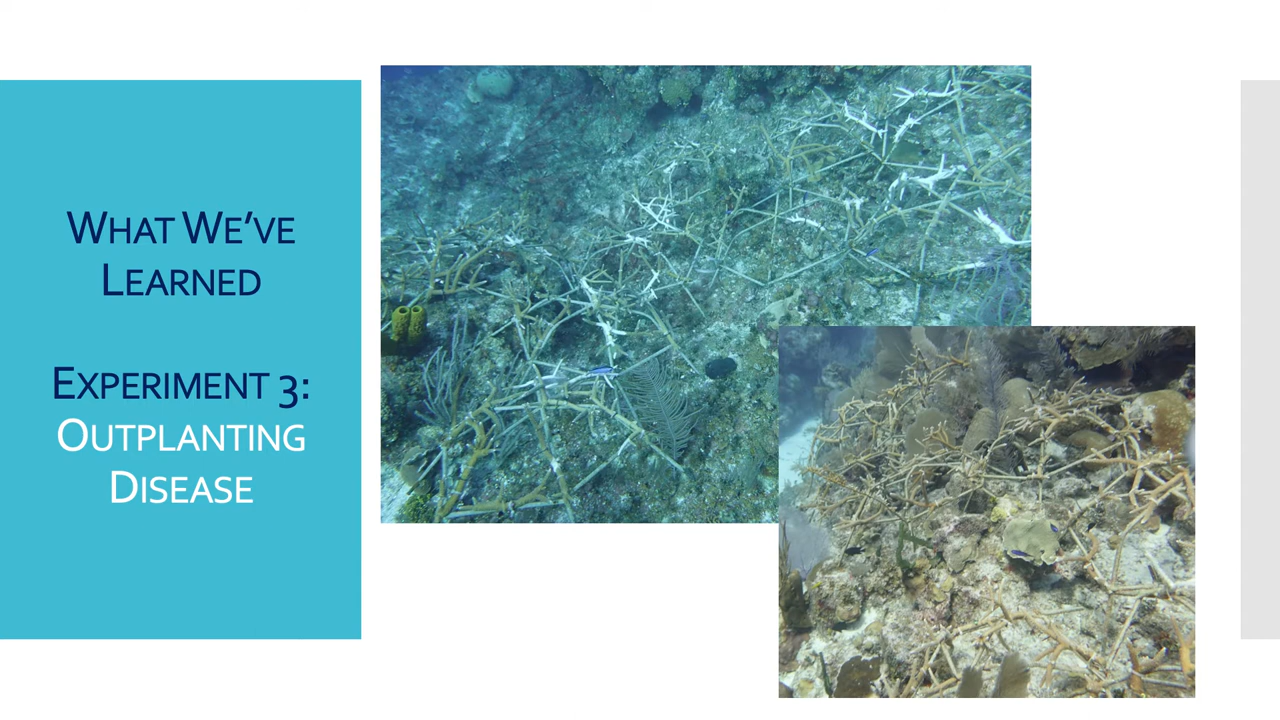 What We've
Learned
Experiment 3:
Outplanting
Disease